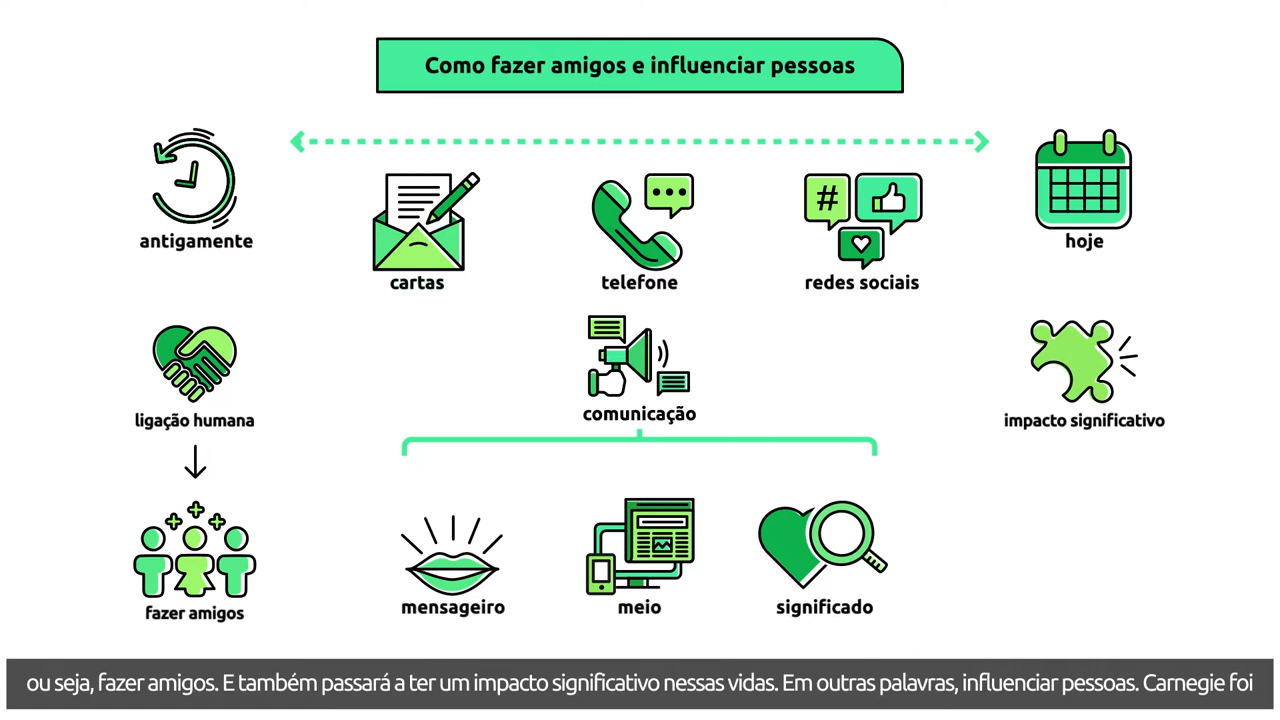 Como fazer amigos e influenciar pessoas
antigamente
cartas
telefone
#
redes sociais
hoje
ligação humana
comunicação
impacto significativo
fazer amigos
mensageiro
meio
significado
ou seja, fazer amigos. E também passará a ter um impacto significativo nessas vidas. Em outras palavras, influenciar pessoas. Carnegie foi